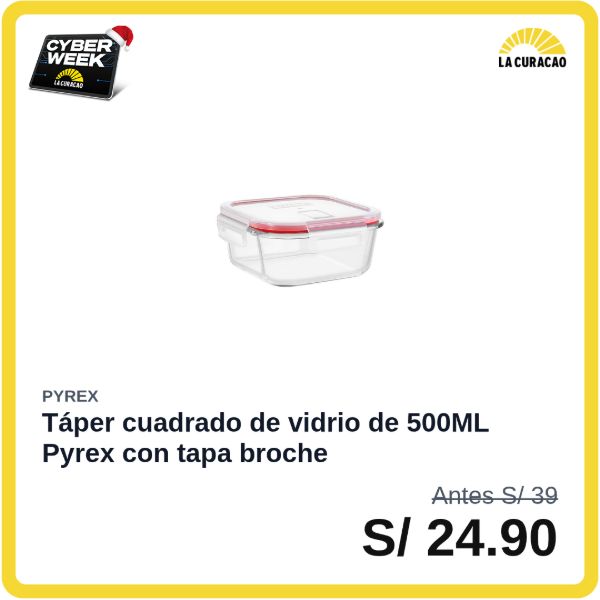 CYBER
WEEK
LA CURACAO
LA CURACAO
PYREX
Táper cuadrado de vidrio de 500ML
Pyrex con tapa broche
Antes S/ 39
S/ 24.90